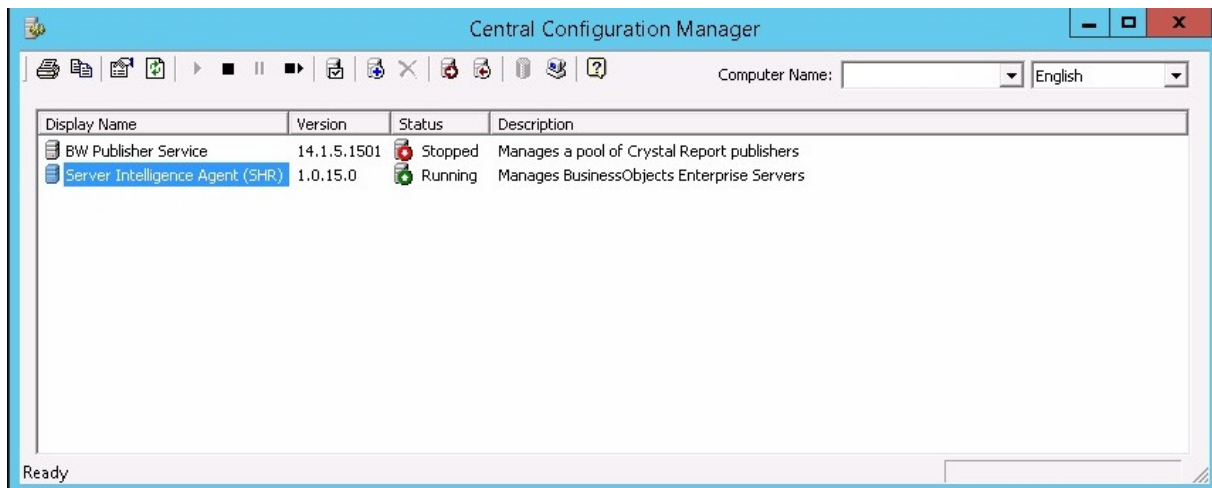 Central Configuration Manager
Computer Name: English
Display Name Version Status Description
BW Publisher Service 14.1.5.1501 Stopped Manages a pool of Crystal Report publishers
Server Intelligence Agent (SHR) 1.0.15.0 Running Manages BusinessObjects Enterprise Servers
Ready